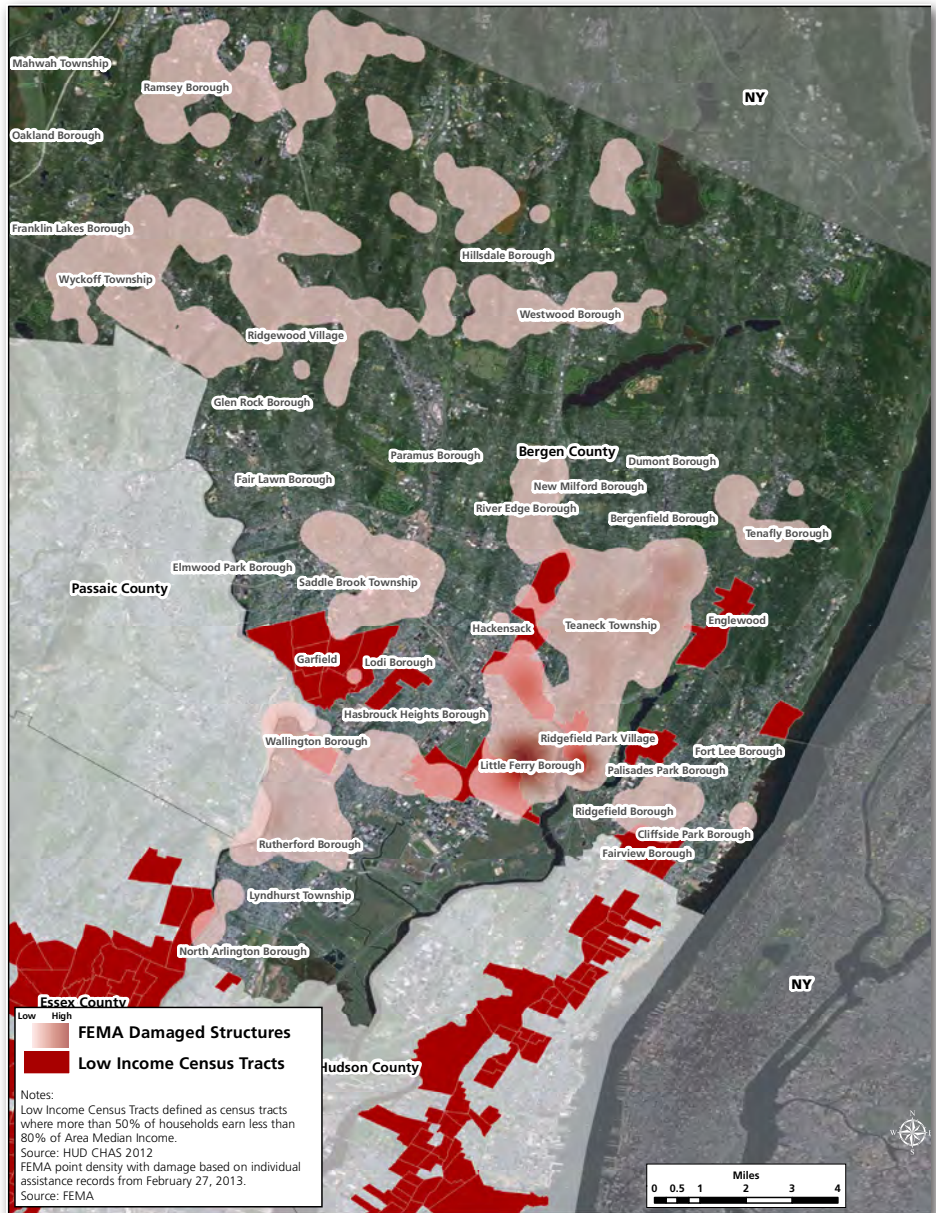 Mahwah Township
Ramsey Borough
NY
Oakland Borough
Franklin Lakes Borough
Hillsdale Borough
Wyckoff Township
Westwood Borough
Ridgewood Village
Glen Rock Borough
Bergen County
Paramus Borough
Dumont Borough
Fair Lawn Borough
New Milford Borough
River Edge Borough
Bergenfield Borough
Tenafly Borough
Elmwood Park Borough
Saddle Brook Township
Passaic County
Englewood
Hackensack
Teaneck Township
Garfield
Lodi Borough
Hasbrouck Heights Borough
Wallington Borough
Ridgefield Park Village
Fort Lee Borough
Little Ferry Borough
Palisades Park Borough
Ridgefield Borough
Cliffside Park Borough
Rutherford Borough
Fairview Borough
Lyndhurst Township
North Arlington Borough
NY
Essex County
Hudson County
Low High
FEMA Damaged Structures
Low Income Census Tracts
Notes:
Low Income Census Tracts defined as census tracts
where more than 50% of households earn less than
80% of Area Median Income.
Source: HUD CHAS 2012
FEMA point density with damage based on individual
assistance records from February 27, 2013.
Source: FEMA
N
W
S
Miles
0 0.5 1 2 3 4